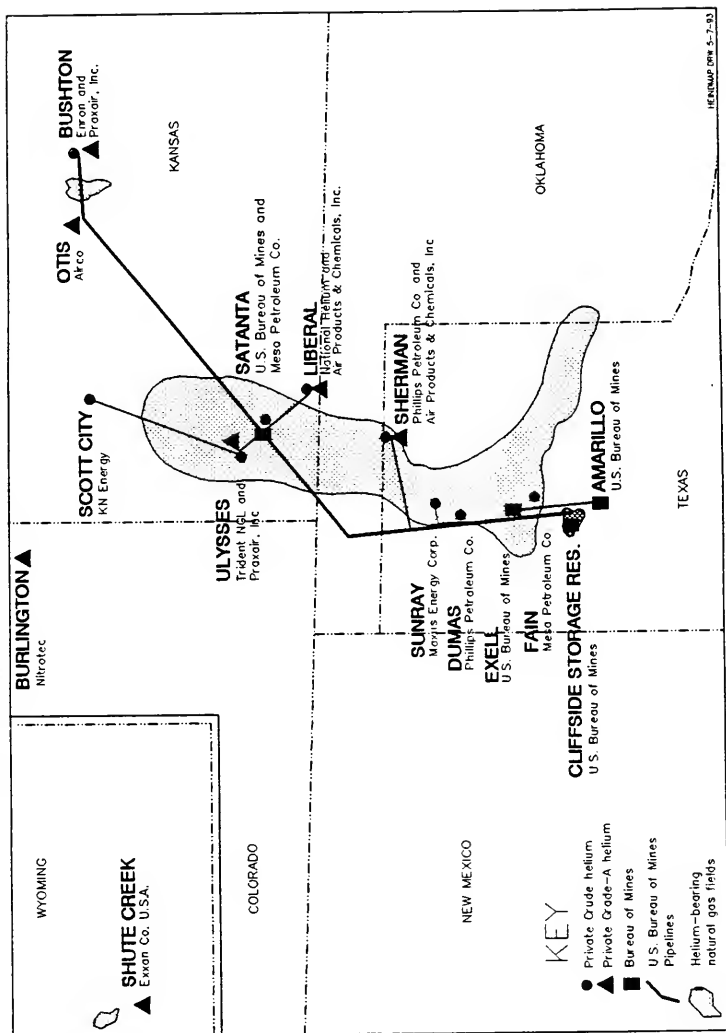 WYOMING
SHUTE CREEK
Exxon Co. U.S.A.
BURLINGTON
Nitrotec
COLORADO
SCOTT CITY
KN Energy
OTIS
Airco
BUSHTON
Enron and
Praxair, Inc.
KANSAS
ULYSSES
Trident NGL and
Praxair, Inc
SATANTA
U.S. Bureau of Mines and
Mesa Petroleum Co.
LIBERAL
National Helium and
Air Products & Chemicals, Inc.
NEW MEXICO
SHERMAN
Phillips Petroleum Co and
Air Products & Chemicals, Inc
OKLAHOMA
SUNRAY
Energy Corp.
DUMAS
Phillips Petroleum Co.
EXELL
U.S. Bureau of Mines
FAIN
Mesa Petroleum Co
CLIFFSIDE STORAGE RES.
U.S. Bureau of Mines
AMARILLO
U.S. Bureau of Mines
TEXAS
KEY
Private Crude helium
Private Grade-A helium
Bureau of Mines
U.S. Bureau of Mines
Pipelines
Helium-bearing
natural gas fields
5-7-93